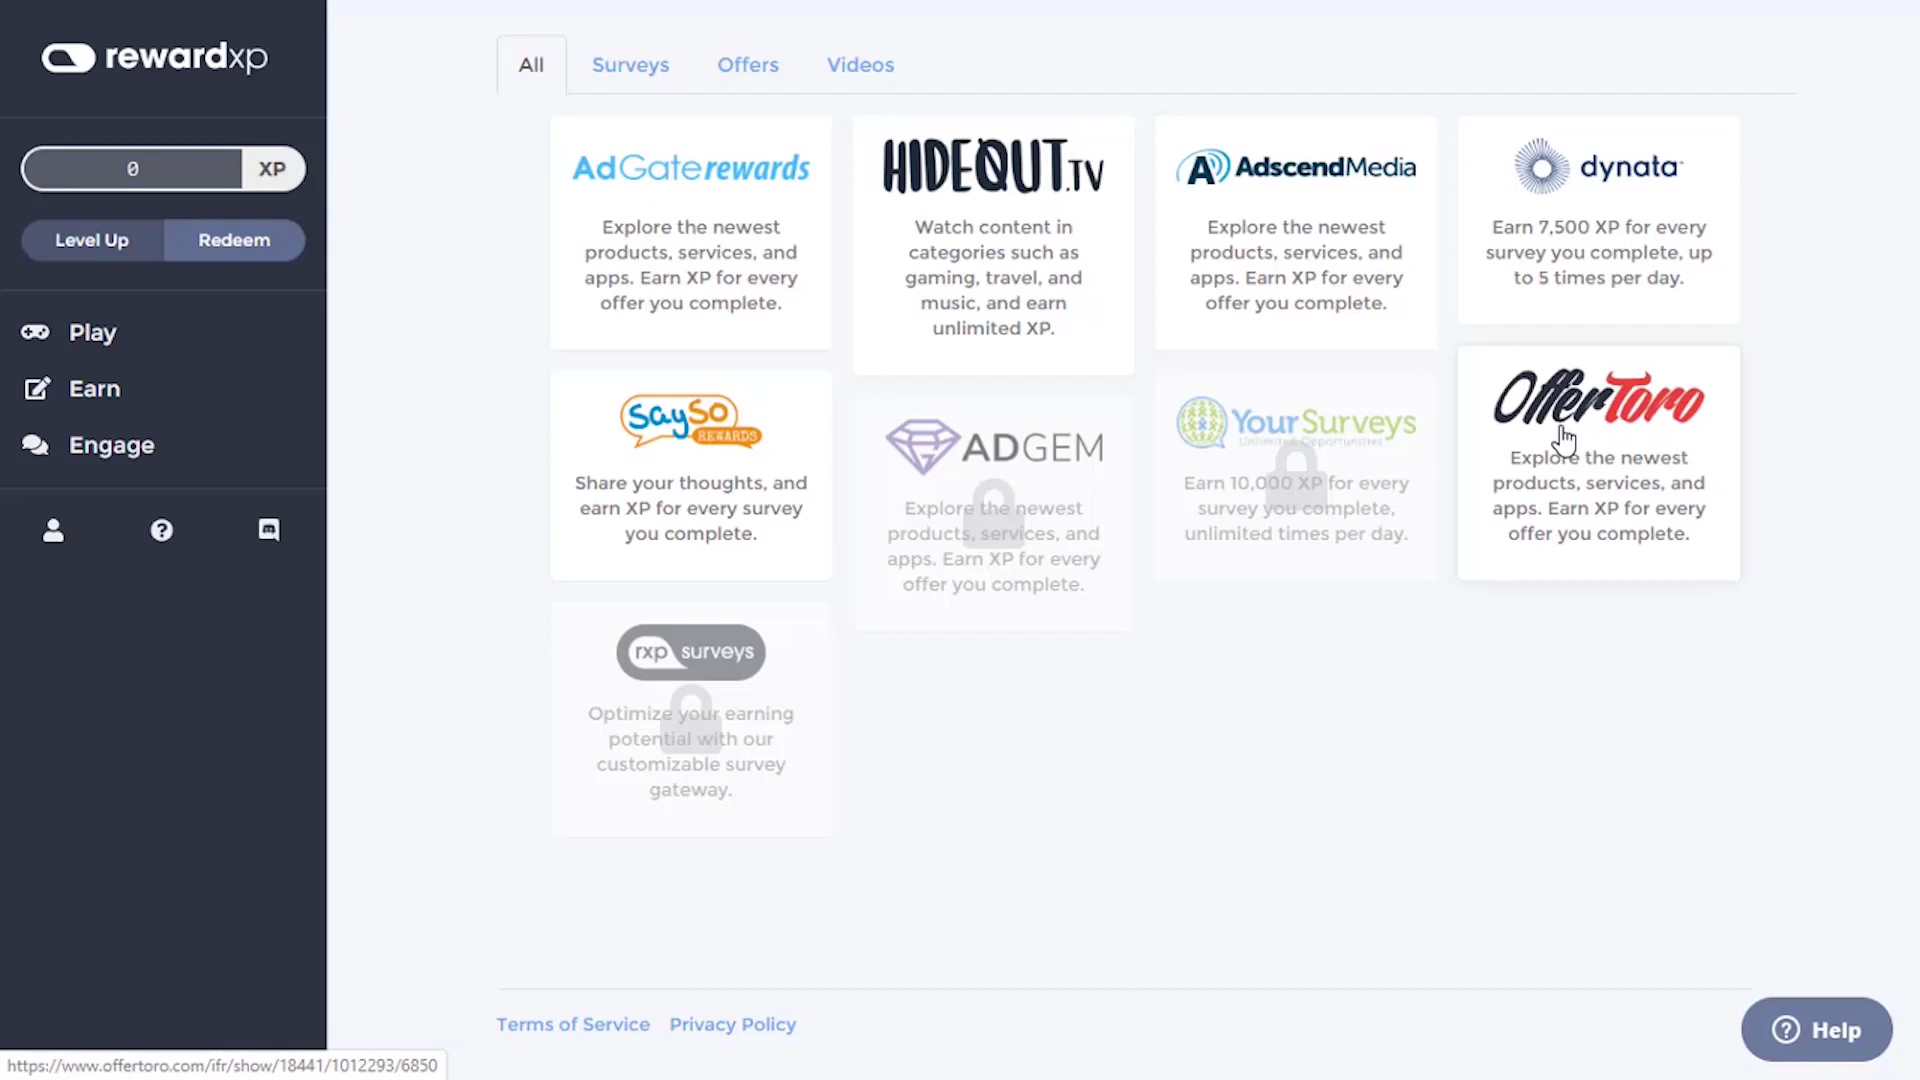 rewardxp
0 XP
Level Up Redeem
Play
Earn
Engage
All Surveys Offers Videos
AdGaterewards
Explore the newest
products, services, and
apps. Earn XP for every
offer you complete.
HIDEOUT.TV
Watch content in
categories such as
gaming, travel, and
music, and earn
unlimited XP.
AdscendMedia
Explore the newest
products, services, and
apps. Earn XP for every
offer you complete.
dynata
Earn 7,500 XP for every
survey you complete, up
to 5 times per day.
saySo
REWARDS
Share your thoughts, and
earn XP for every survey
you complete.
ADGEM
Explore the newest
products, services, and
apps. Earn XP for every
offer you complete.
YourSurveys
Unlimited Opportunities
Earn 10,000 XP for every
survey you complete,
unlimited times per day.
OfferToro
Explore the newest
products, services, and
apps. Earn XP for every
offer you complete.
rxp surveys
Optimize your earning
potential with our
customizable survey
gateway.
Terms of Service Privacy Policy
Help
https://www.offertoro.com/ifr/show/18441/1012293/6850